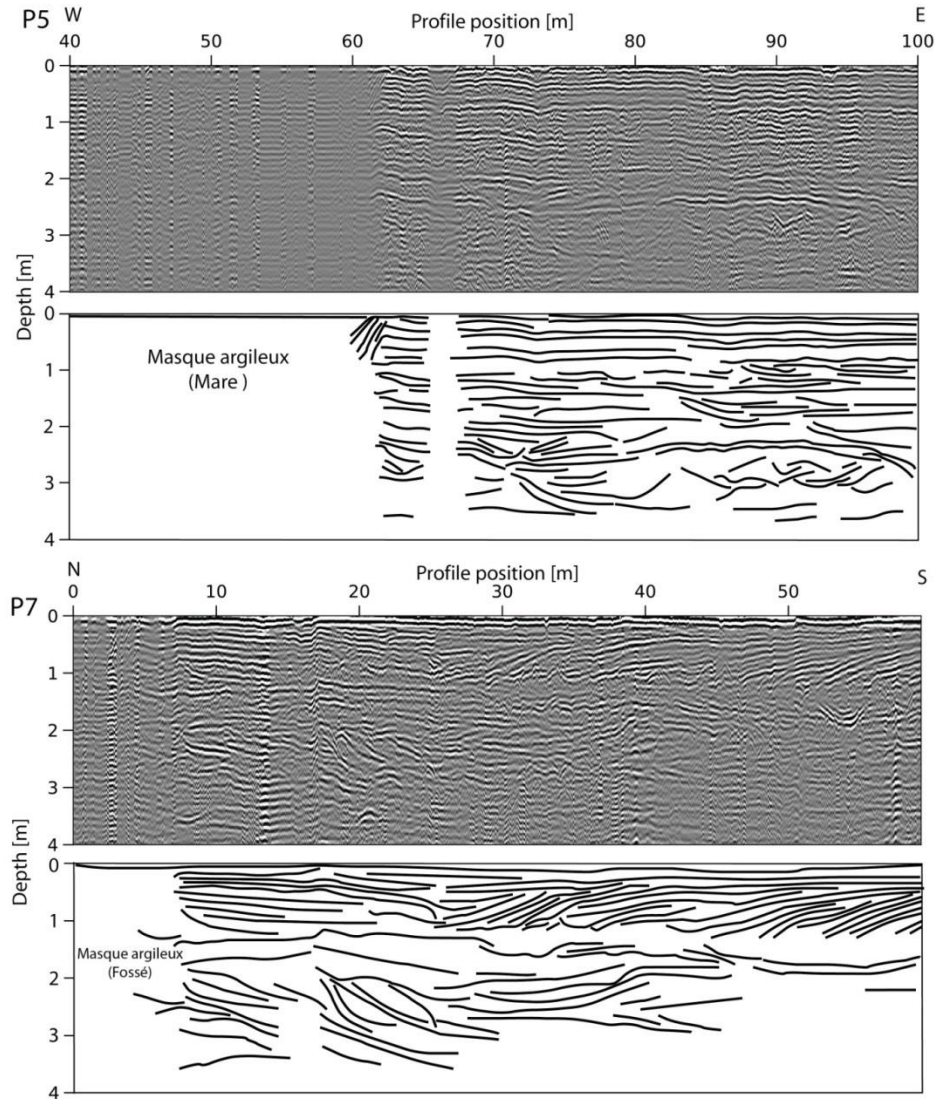 P5 W Profile position [m] E
40 50 60 70 80 90 100
0
1
2
3
4
Depth [m]
0
1
2
3
4
Masque argileux
(Mare )
P7 N Profile position [m] S
0 10 20 30 40 50
0
1
2
3
4
Depth [m]
0
1
2
3
4
Masque argileux
(Fossé)